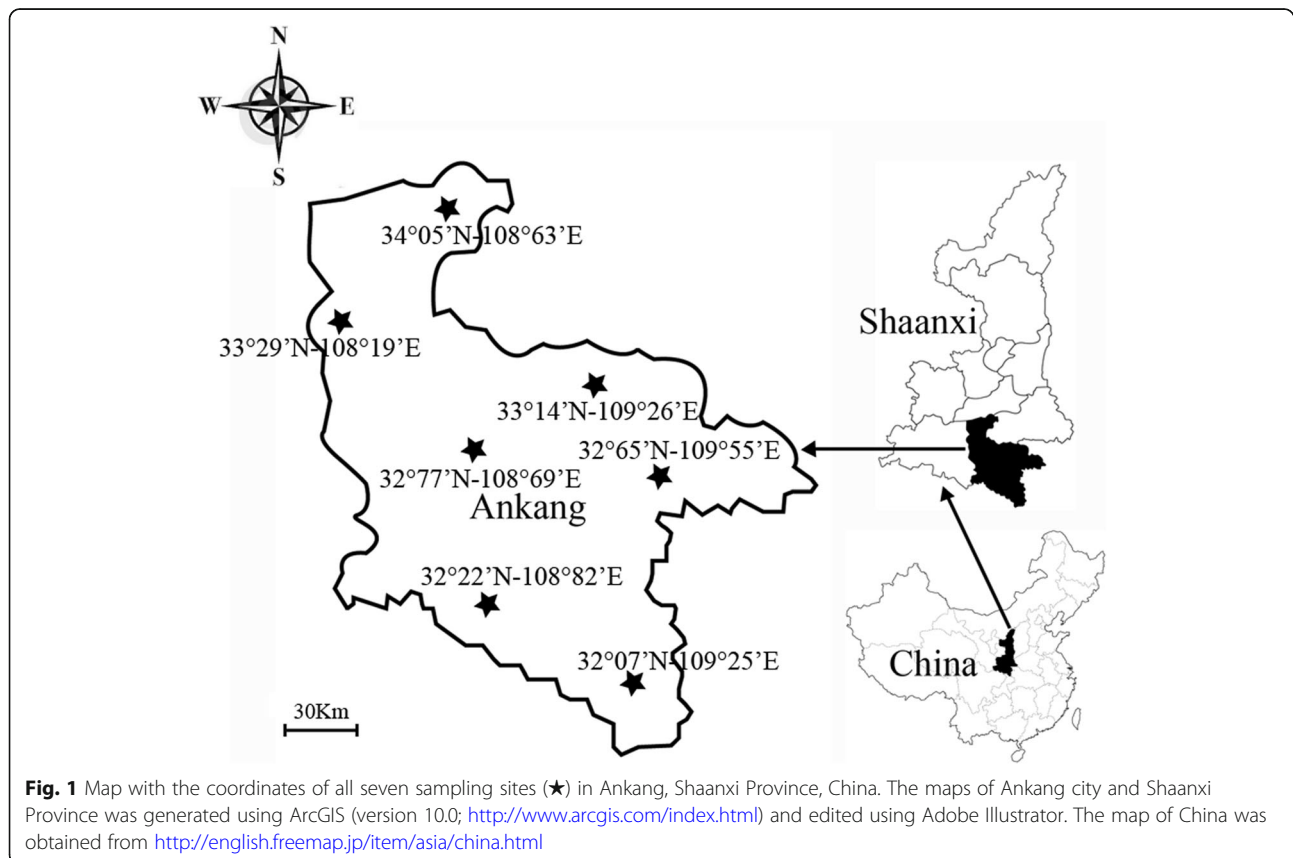 N
W E
S
34°05’N-108°63’E
Shaanxi
33°29’N-108°19’E
33°14’N-109°26’E
32°65’N-109°55’E
32°77’N-108°69’E
Ankang
32°22’N-108°82’E
32°07’N-109°25’E
China
30Km
Fig. 1 Map with the coordinates of all seven sampling sites (★) in Ankang, Shaanxi Province, China. The maps of Ankang city and Shaanxi
Province was generated using ArcGIS (version 10.0; http://www.arcgis.com/index.html) and edited using Adobe Illustrator. The map of China was
obtained from http://english.freemap.jp/item/asia/china.html